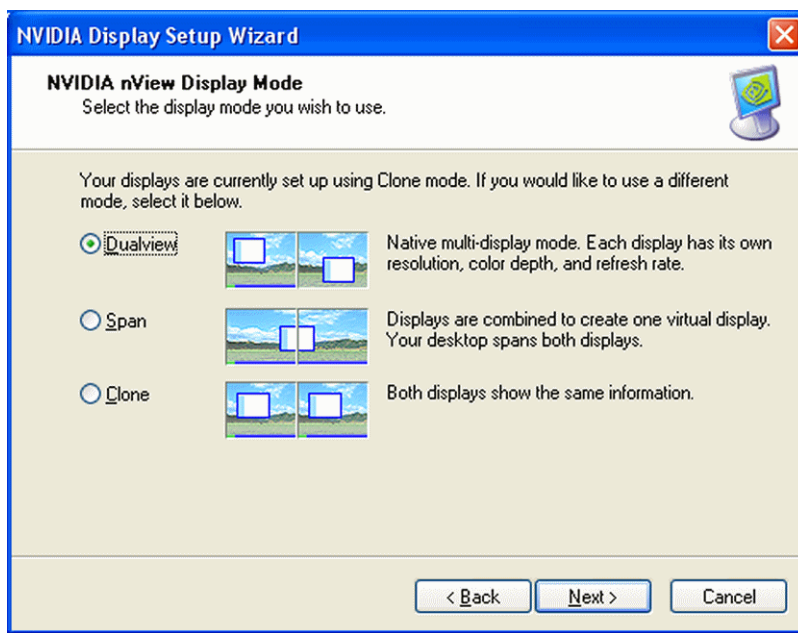 NVIDIA Display Setup Wizard
NVIDIA nView Display Mode
Select the display mode you wish to use.
Your displays are currently set up using Clone mode. If you would like to use a different
mode, select it below.
Dualview
Native multi-display mode. Each display has its own
resolution, color depth, and refresh rate.
Span
Displays are combined to create one virtual display.
Your desktop spans both displays.
Clone
Both displays show the same information.
< Back
Next >
Cancel